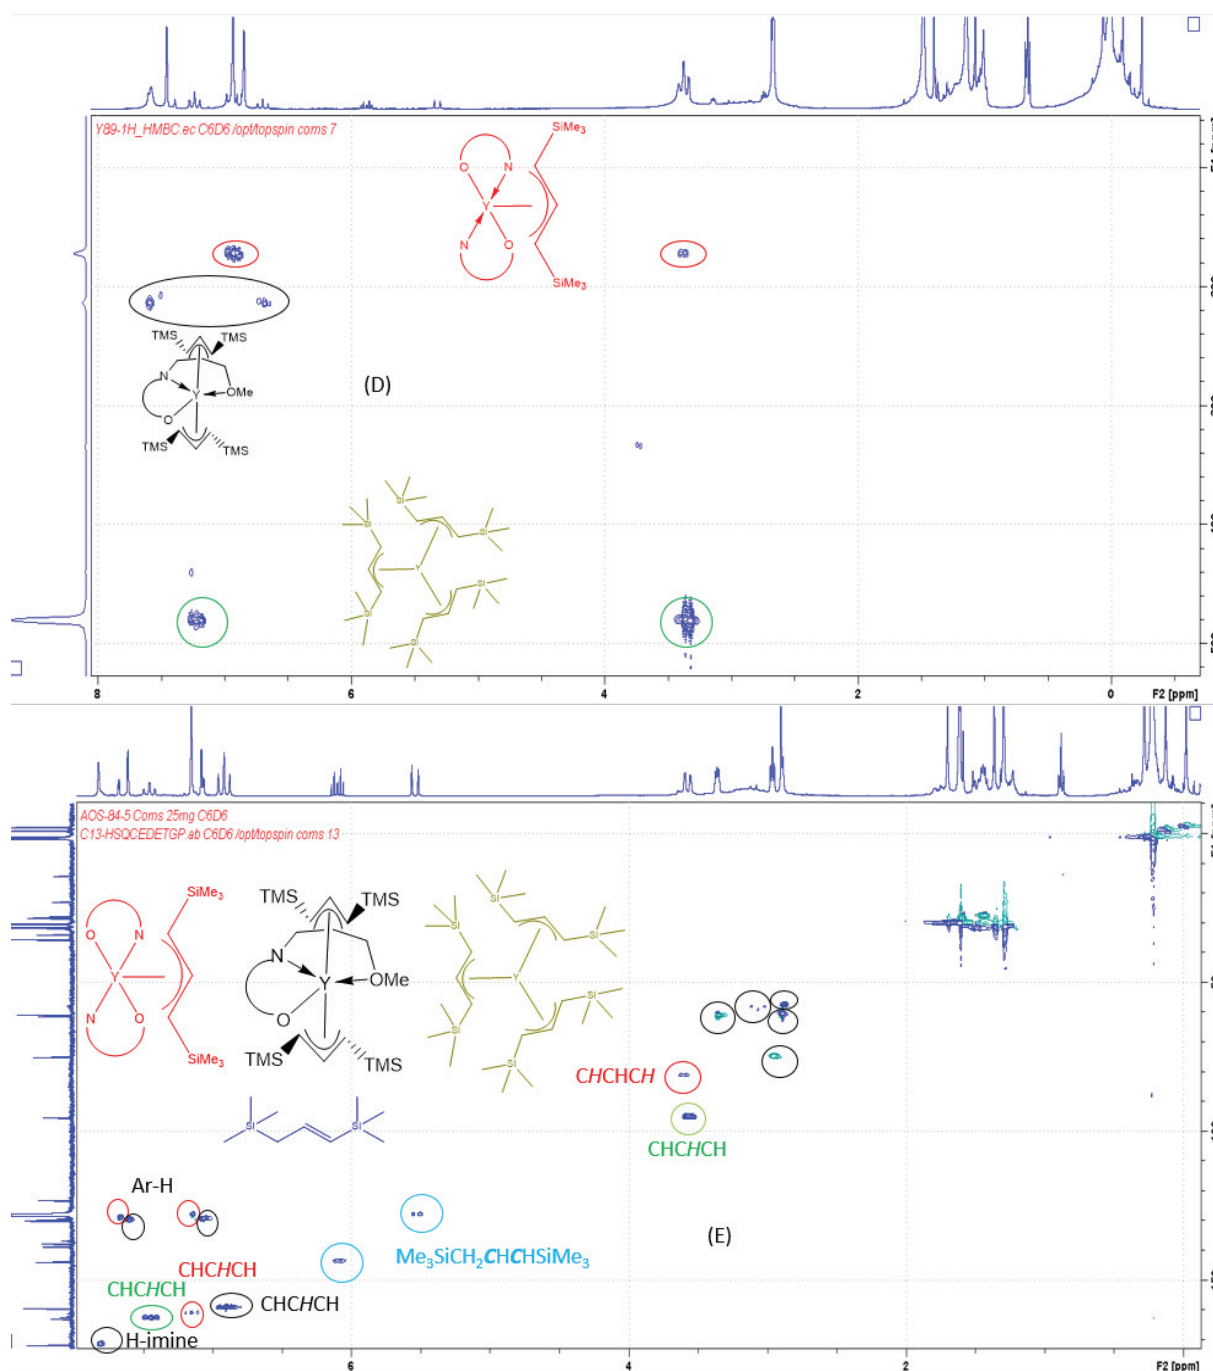 Y89-1H_HMBC.ec C6D6 /opt/topspin coms 7
SiMe₃
O
N
Y
N
O
SiMe₃
TMS
TMS
N
(D)
Y
OMe
O
TMS
TMS
Si
Si
Si
Y
Si
Si
Si
8
6
4
2
0
F2 [ppm]
AOS-84-5 Coms 25mg C6D6
C13-HSQCEDETGP.ab C6D6 /opt/topspin coms 13
SiMe₃
O
N
Y
N
O
SiMe₃
TMS
TMS
N
Y
OMe
O
TMS
TMS
Si
Si
Si
Y
Si
Si
Si
CHCHCH
Si
Si
CHCHCH
Ar-H
(E)
Me₃SiCH₂CHCHSiMe₃
CHCHCH
CHCHCH
CHCHCH
H-imine
6
4
2
F2 [ppm]